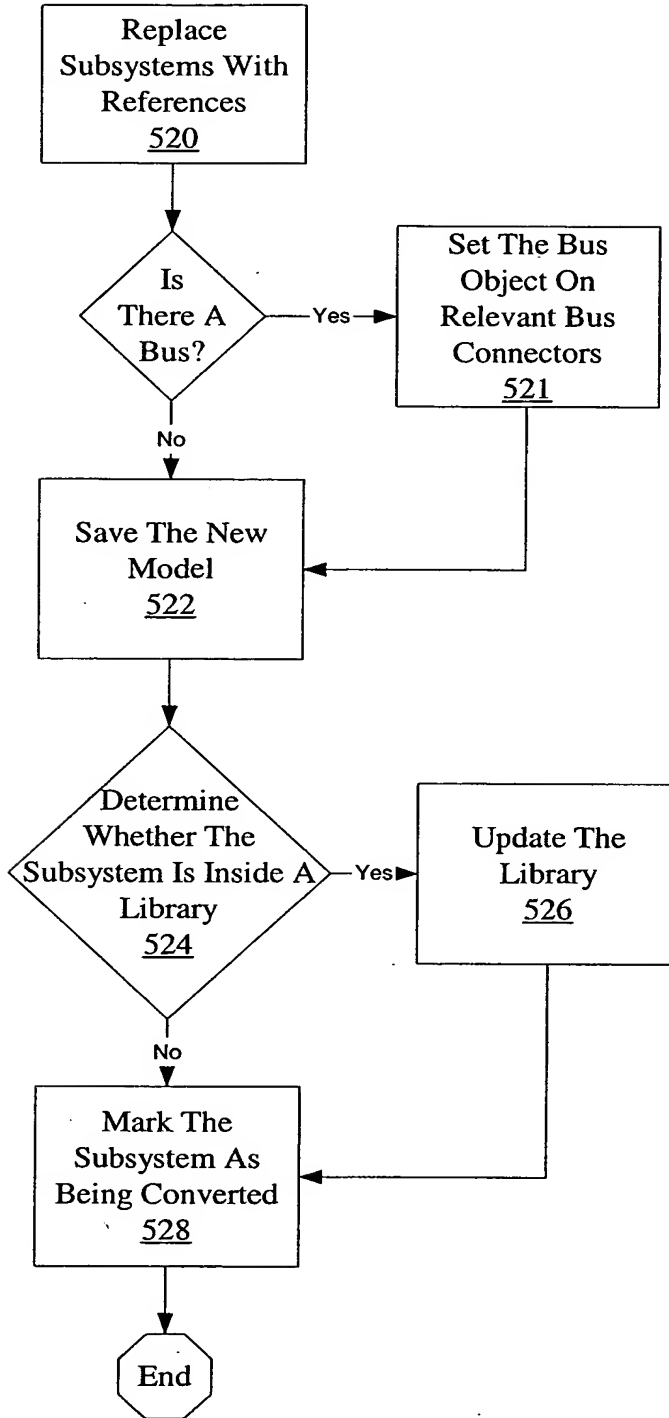 Replace
Subsystems With
References
520
Is
There A
Bus?
Yes
Set The Bus
Object On
Relevant Bus
Connectors
521
No
Save The New
Model
522
Determine
Whether The
Subsystem Is Inside A
Library
524
Yes
Update The
Library
526
No
Mark The
Subsystem As
Being Converted
528
End